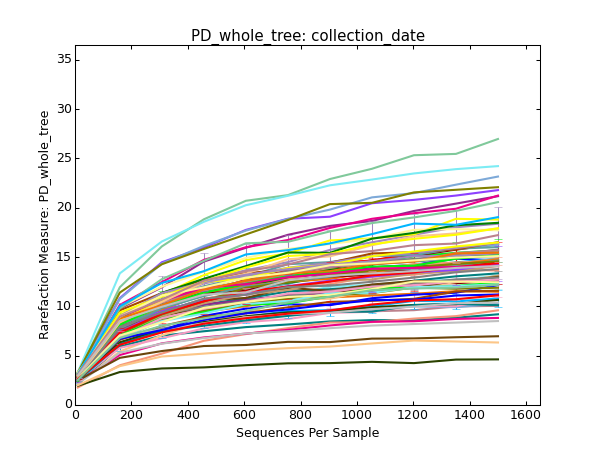 PD_whole_tree: collection_date
35
30
25
20
15
10
5
0
Rarefaction Measure: PD_whole_tree
0 200 400 600 800 1000 1200 1400 1600
Sequences Per Sample